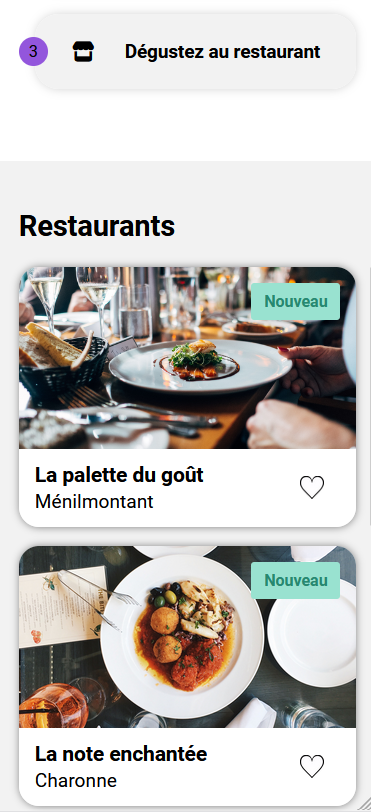 3
Dégustez au restaurant
Restaurants
Nouveau
La palette du goût
Ménilmontant
Nouveau
La note enchantée
Charonne